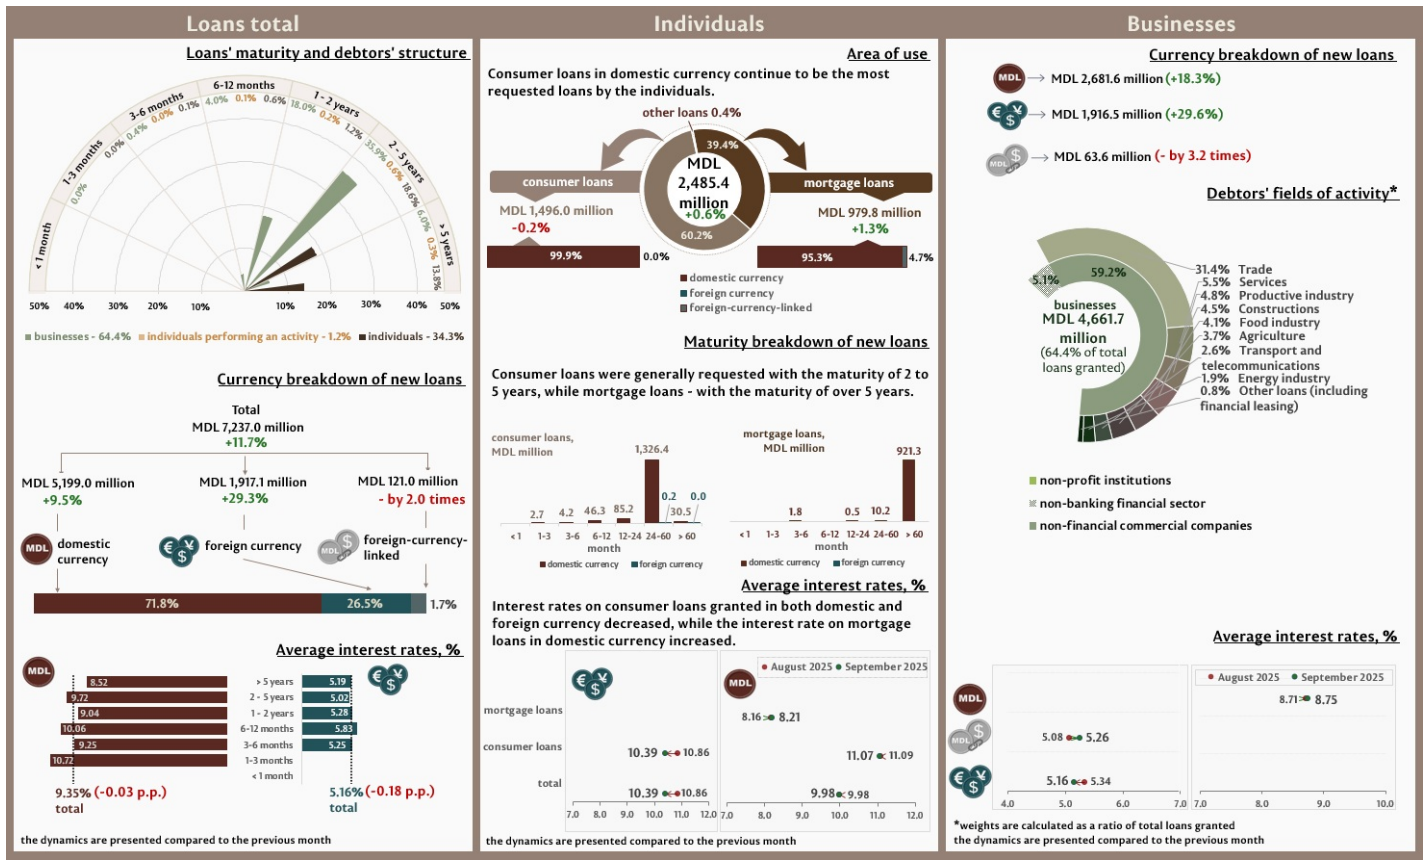 Loans total
Loans' maturity and debtors' structure
< 1 month
1-3 months
3-6 months
6-12 months
1 - 2 years
2 - 5 years
> 5 years
0.0%
0.0% 0.4% 0.0% 0.1%
4.0% 0.1% 0.6%
18.0% 0.2% 1.2%
35.9% 0.6% 18.6%
6.0% 0.3% 13.8%
50% 40% 30% 20% 10% 10% 20% 30% 40% 50%
businesses - 64.4% individuals performing an activity - 1.2% individuals - 34.3%
Currency breakdown of new loans
Total
MDL 7,237.0 million
+11.7%
MDL 5,199.0 million
+9.5%
MDL 1,917.1 million
+29.3%
MDL 121.0 million
- by 2.0 times
MDL domestic currency
€ ¥ $ foreign currency
MDL $ foreign-currency-linked
71.8% 26.5% 1.7%
Average interest rates, %
MDL
€ ¥ $
8.52 > 5 years 5.19
9.72 2 - 5 years 5.02
9.04 1 - 2 years 5.28
10.06 6-12 months 5.83
9.25 3-6 months 5.25
10.72 1-3 months
< 1 month
9.35% (-0.03 p.p.)
total
5.16% (-0.18 p.p.)
total
the dynamics are presented compared to the previous month
Individuals
Area of use
Consumer loans in domestic currency continue to be the most
requested loans by the individuals.
other loans 0.4%
39.4%
MDL
2,485.4
million
+0.6%
60.2%
consumer loans
MDL 1,496.0 million
-0.2%
99.9% 0.0%
mortgage loans
MDL 979.8 million
+1.3%
95.3% 4.7%
domestic currency
foreign currency
foreign-currency-linked
Maturity breakdown of new loans
Consumer loans were generally requested with the maturity of 2 to
5 years, while mortgage loans - with the maturity of over 5 years.
consumer loans,
MDL million
2.7 4.2 46.3 85.2 1,326.4 0.2 30.5 0.0
< 1 1-3 3-6 6-12 12-24 24-60 > 60
month
domestic currency foreign currency
mortgage loans,
MDL million
1.8 0.5 10.2 921.3
< 1 1-3 3-6 6-12 12-24 24-60 > 60
month
domestic currency foreign currency
Average interest rates, %
Interest rates on consumer loans granted in both domestic and
foreign currency decreased, while the interest rate on mortgage
loans in domestic currency increased.
€ ¥ $
MDL
August 2025 September 2025
mortgage loans 8.16 8.21
consumer loans 10.39 10.86 11.07 11.09
total 10.39 10.86 9.98 9.98
7.0 8.0 9.0 10.0 11.0 12.0 7.0 8.0 9.0 10.0 11.0 12.0
the dynamics are presented compared to the previous month
Businesses
Currency breakdown of new loans
MDL MDL 2,681.6 million (+18.3%)
€ ¥ $ MDL 1,916.5 million (+29.6%)
MDL $ MDL 63.6 million (- by 3.2 times)
Debtors' fields of activity*
5.1% 59.2%
businesses
MDL 4,661.7
million
(64.4% of total
loans granted)
31.4% Trade
5.5% Services
4.8% Productive industry
4.5% Constructions
4.1% Food industry
3.7% Agriculture
2.6% Transport and
telecommunications
1.9% Energy industry
0.8% Other loans (including
financial leasing)
non-profit institutions
non-banking financial sector
non-financial commercial companies
Average interest rates, %
August 2025 September 2025
MDL 8.71 8.75
MDL $ 5.08 5.26
€ ¥ $ 5.16 5.34
4.0 5.0 6.0 7.0 7.0 8.0 9.0 10.0
*weights are calculated as a ratio of total loans granted
the dynamics are presented compared to the previous month